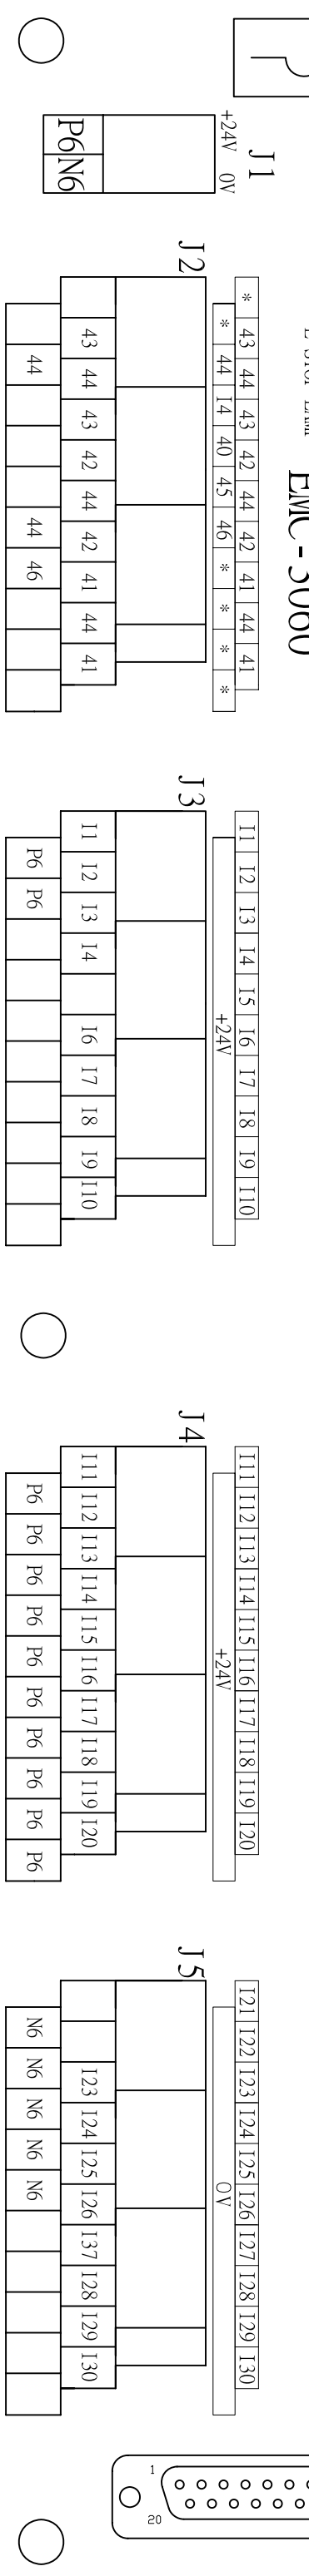 +24V 0V
J1
P6 N6
E-STOP LAMP
EMC-5060
J2
* 43 44 43 42 44 42 41 44 41
* 44 I4 40 45 46 * * * *
43 44 43 42 44 42 41 44 41
44 44 46
J3
I1 I2 I3 I4 I5 I6 I7 I8 I9 I10
+24V
I1 I2 I3 I4 I6 I7 I8 I9 I10
P6 P6
J4
I11 I12 I13 I14 I15 I16 I17 I18 I19 I20
+24V
I11 I12 I13 I14 I15 I16 I17 I18 I19 I20
P6 P6 P6 P6 P6 P6 P6 P6 P6 P6
J5
I21 I22 I23 I24 I25 I26 I27 I28 I29 I30
0V
I23 I24 I25 I26 I37 I28 I29 I30
N6 N6 N6 N6 N6
1
20